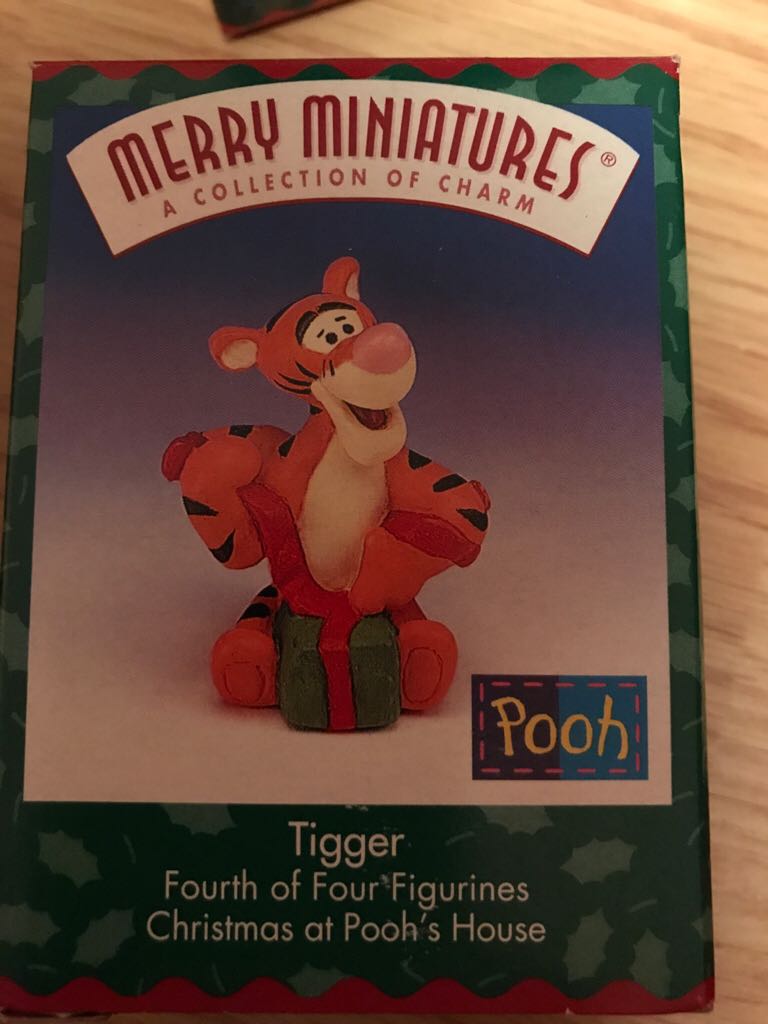 MERRY MINIATURES®
A COLLECTION OF CHARM
Pooh
Tigger
Fourth of Four Figurines
Christmas at Pooh's House